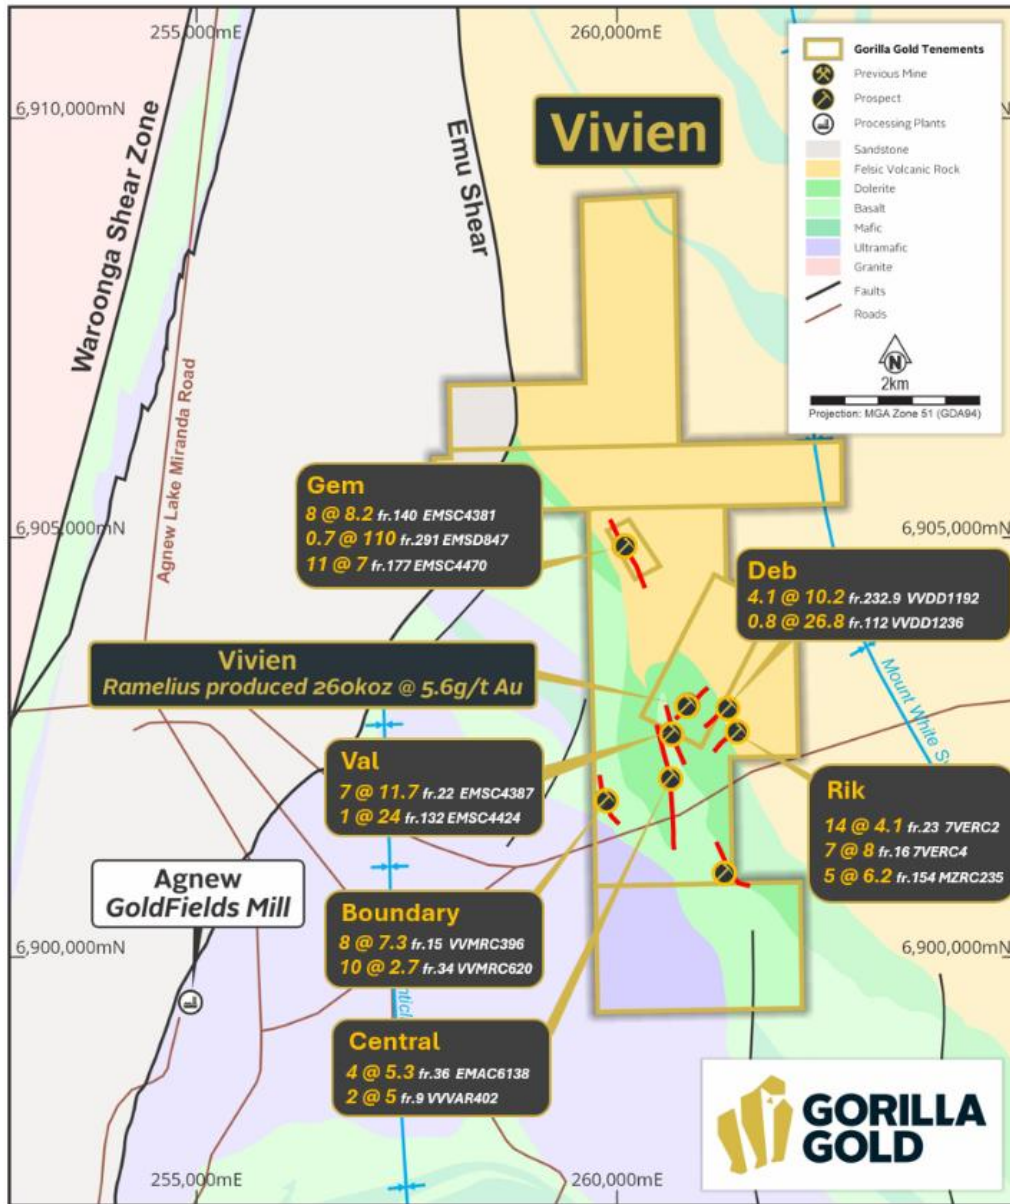 255,000mE
260,000mE
6,910,000mN
Waroonga Shear Zone
Emu Shear
Vivien
Gorilla Gold Tenements
Previous Mine
Prospect
Processing Plants
Sandstone
Felsic Volcanic Rock
Dolerite
Basalt
Mafic
Ultramafic
Granite
Faults
Roads
N
2km
Projection: MGA Zone 51 (GDA94)
Agnew Lake Miranda Road
6,905,000mN
6,905,000mN
Gem
8 @ 8.2 fr.140 EMSC4381
0.7 @ 110 fr.291 EMSD847
11 @ 7 fr.177 EMSC4470
Deb
4.1 @ 10.2 fr.232.9 VVDD1192
0.8 @ 26.8 fr.112 VVDD1236
Vivien
Ramelius produced 260koz @ 5.6g/t Au
Mount White Sy
Val
7 @ 11.7 fr.22 EMSC4387
1 @ 24 fr.132 EMSC4424
Rik
14 @ 4.1 fr.23 7VERC2
7 @ 8 fr.16 7VERC4
5 @ 6.2 fr.154 MZRC235
Agnew
GoldFields Mill
Boundary
8 @ 7.3 fr.15 VVMRC396
10 @ 2.7 fr.34 VVMRC620
6,900,000mN
6,900,000mN
Central
4 @ 5.3 fr.36 EMAC6138
2 @ 5 fr.9 VVVAR402
255,000mE
260,000mE
GORILLA
GOLD